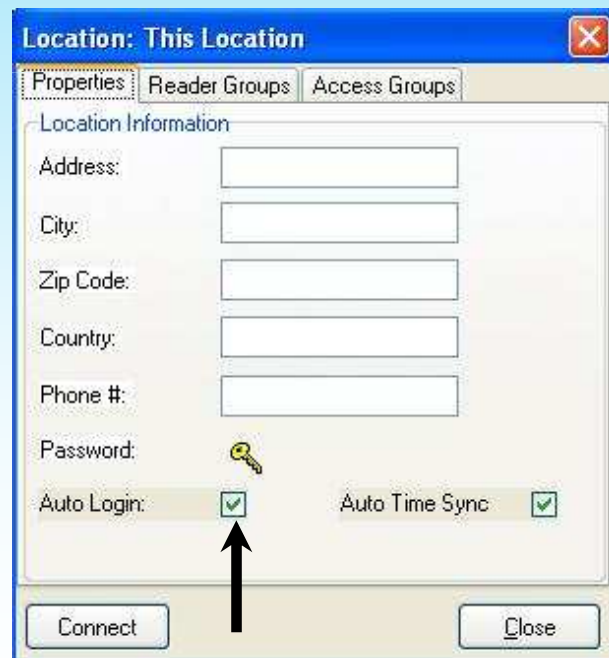 Location: This Location
Properties Reader Groups Access Groups
Location Information
Address:
City:
Zip Code:
Country:
Phone #:
Password:
Auto Login: Auto Time Sync
Connect Close